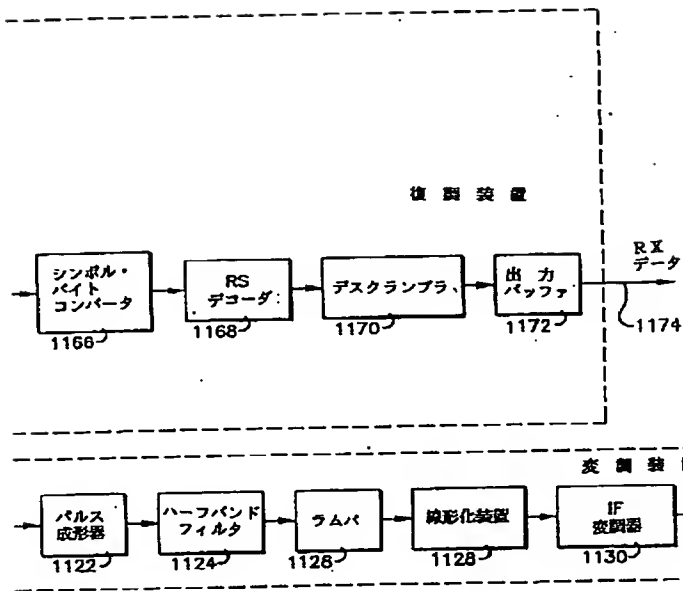 復調装置
シンボル・
バイト
コンバータ
1166
RS
デコーダ
1168
デスクランブラ
1170
出力
バッファ
1172
RX
データ
1174
変調装
パルス
成形器
1122
ハーフバンド
フィルタ
1124
ラムパ
1126
線形化装置
1128
IF
変調器
1130